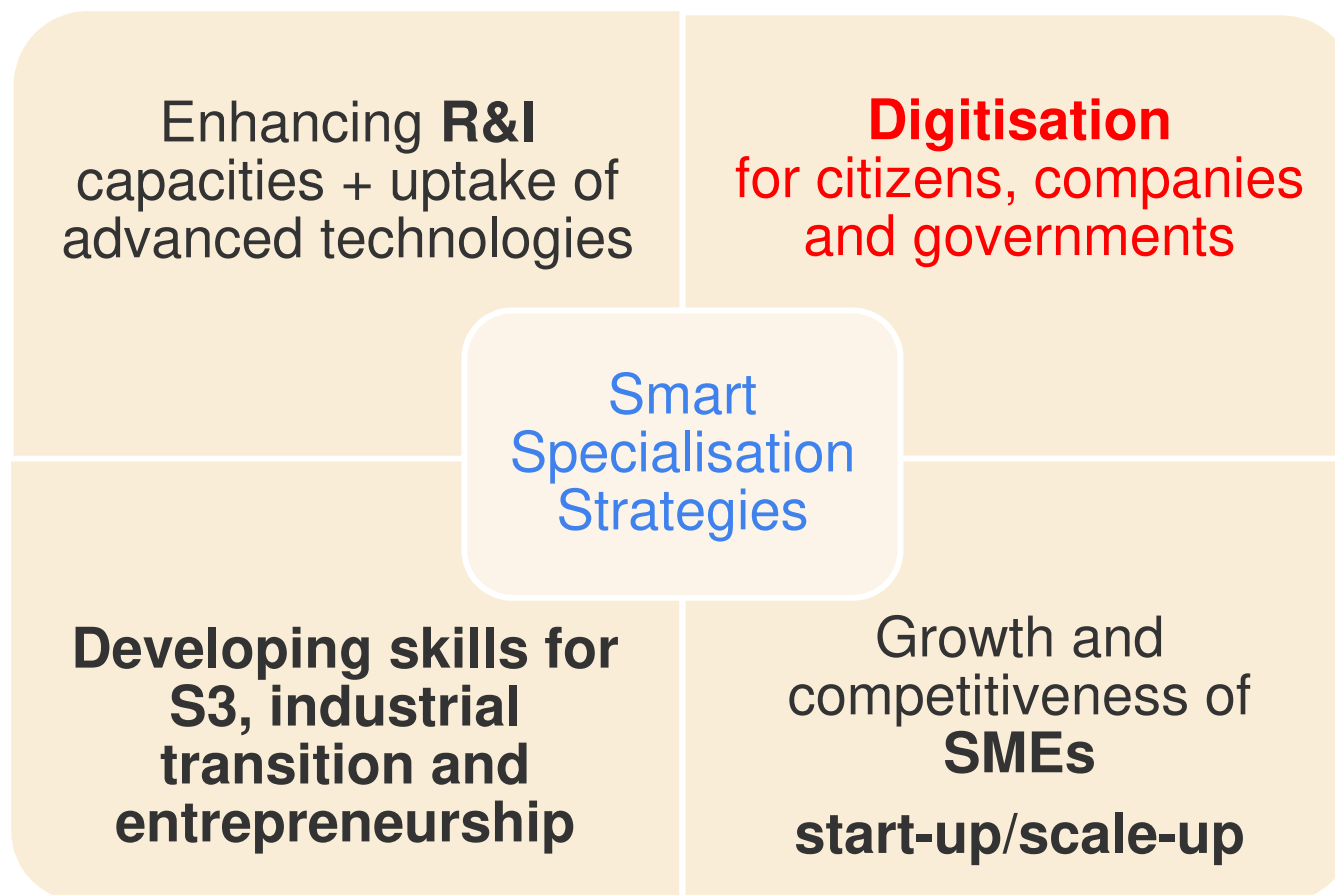 Enhancing R&I
capacities + uptake of
advanced technologies
Digitisation
for citizens, companies
and governments
Smart
Specialisation
Strategies
Developing skills for
S3, industrial
transition and
entrepreneurship
Growth and
competitiveness of
SMEs
start-up/scale-up